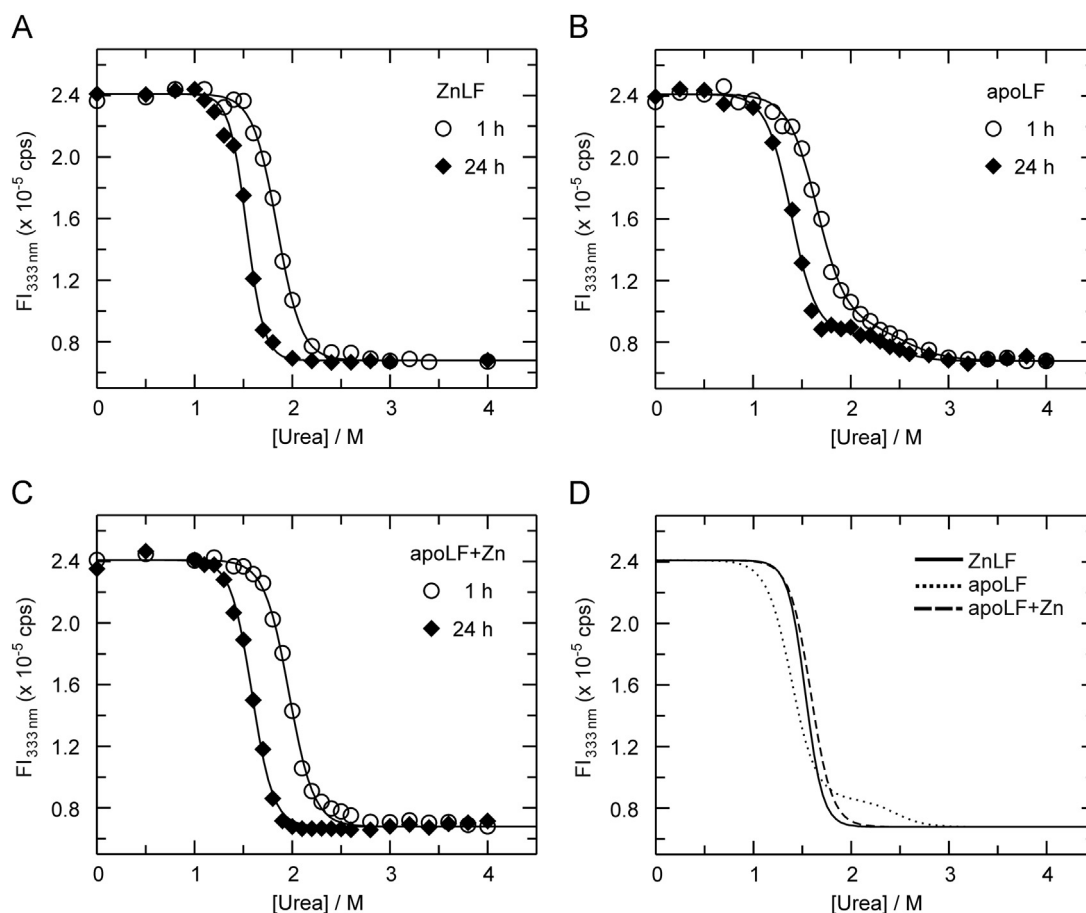 A
FI333 nm (x 10-5 cps)
2.4
2.0
1.6
1.2
0.8
ZnLF
1 h
24 h
0 1 2 3 4
[Urea] / M
B
FI333 nm (x 10-5 cps)
2.4
2.0
1.6
1.2
0.8
apoLF
1 h
24 h
0 1 2 3 4
[Urea] / M
C
FI333 nm (x 10-5 cps)
2.4
2.0
1.6
1.2
0.8
apoLF+Zn
1 h
24 h
0 1 2 3 4
[Urea] / M
D
FI333 nm (x 10-5 cps)
2.4
2.0
1.6
1.2
0.8
ZnLF
apoLF
apoLF+Zn
0 1 2 3 4
[Urea] / M